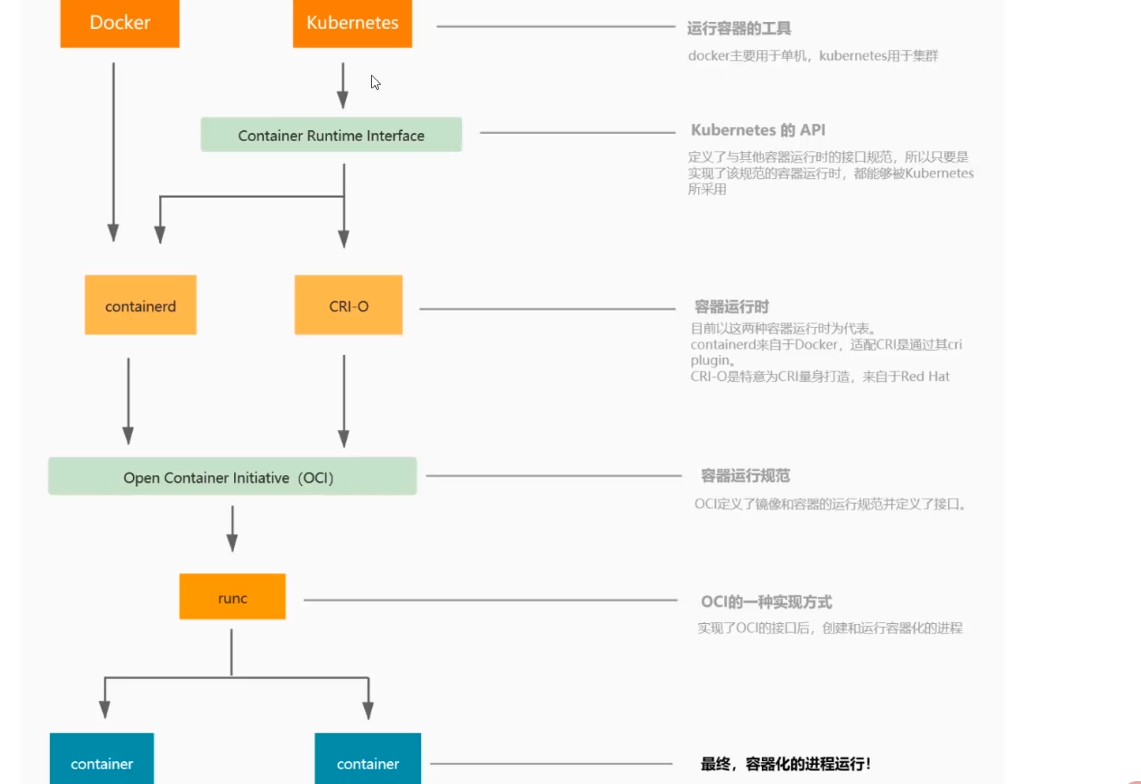 Docker
Kubernetes
运行容器的工具
docker主要用于单机，kubernetes用于集群
Container Runtime Interface
Kubernetes 的 API
定义了与其他容器运行时的接口规范，所以只要是
实现了该规范的容器运行时，都能够被Kubernetes
所采用
containerd
CRI-O
容器运行时
目前以这两种容器运行时为代表。
containerd来自于Docker，适配CRI是通过其cri
plugin。
CRI-O是特意为CRI量身打造，来自于Red Hat
Open Container Initiative（OCI）
容器运行规范
OCI定义了镜像和容器的运行规范并定义了接口。
runc
OCI的一种实现方式
实现了OCI的接口后，创建和运行容器化的进程
container
container
最终，容器化的进程运行！